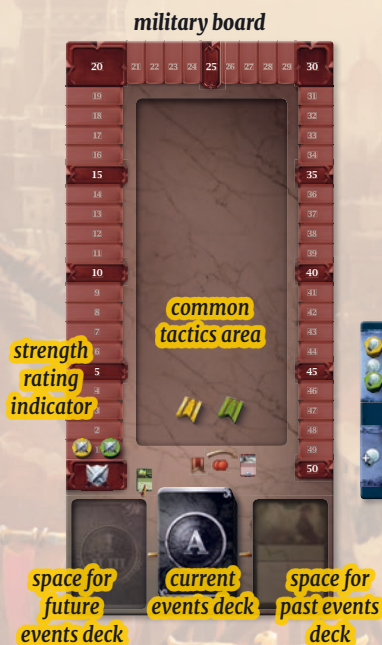 military board
20 21 22 23 24 25 26 27 28 29 30
19 31
18 32
17 33
16 34
15 35
14 36
13 37
12 38
11 39
10 40
9 41
8 42
7 43
6 44
5 45
4 46
3 47
2 48
49
50
common
tactics area
strength
rating
indicator
A
space for
future
events deck
current
events deck
space for
past events
deck